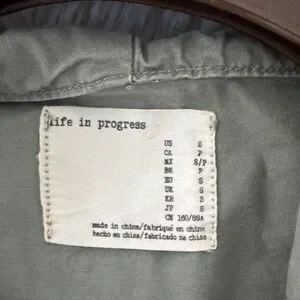 life in progress
US S
CA P
MX S/P
BR P
EU S
UK S
KR S
JP S
CN 160/89A
made in china/fabriqué en chine
hecho en china/fabricado na china